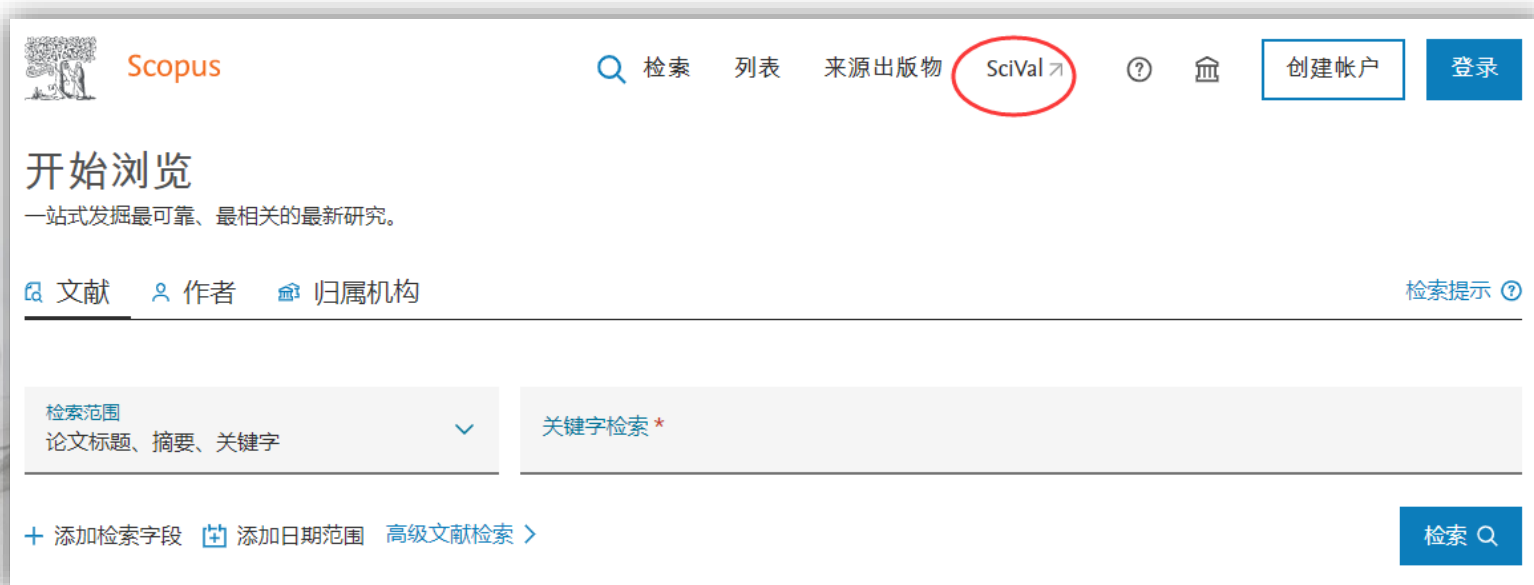 Scopus 检索 列表 来源出版物 SciVal 创建帐户 登录
开始浏览
一站式发掘最可靠、最相关的最新研究。
文献 作者 归属机构 检索提示
检索范围
论文标题、摘要、关键字
关键字检索 *
添加检索字段 添加日期范围 高级文献检索 检索